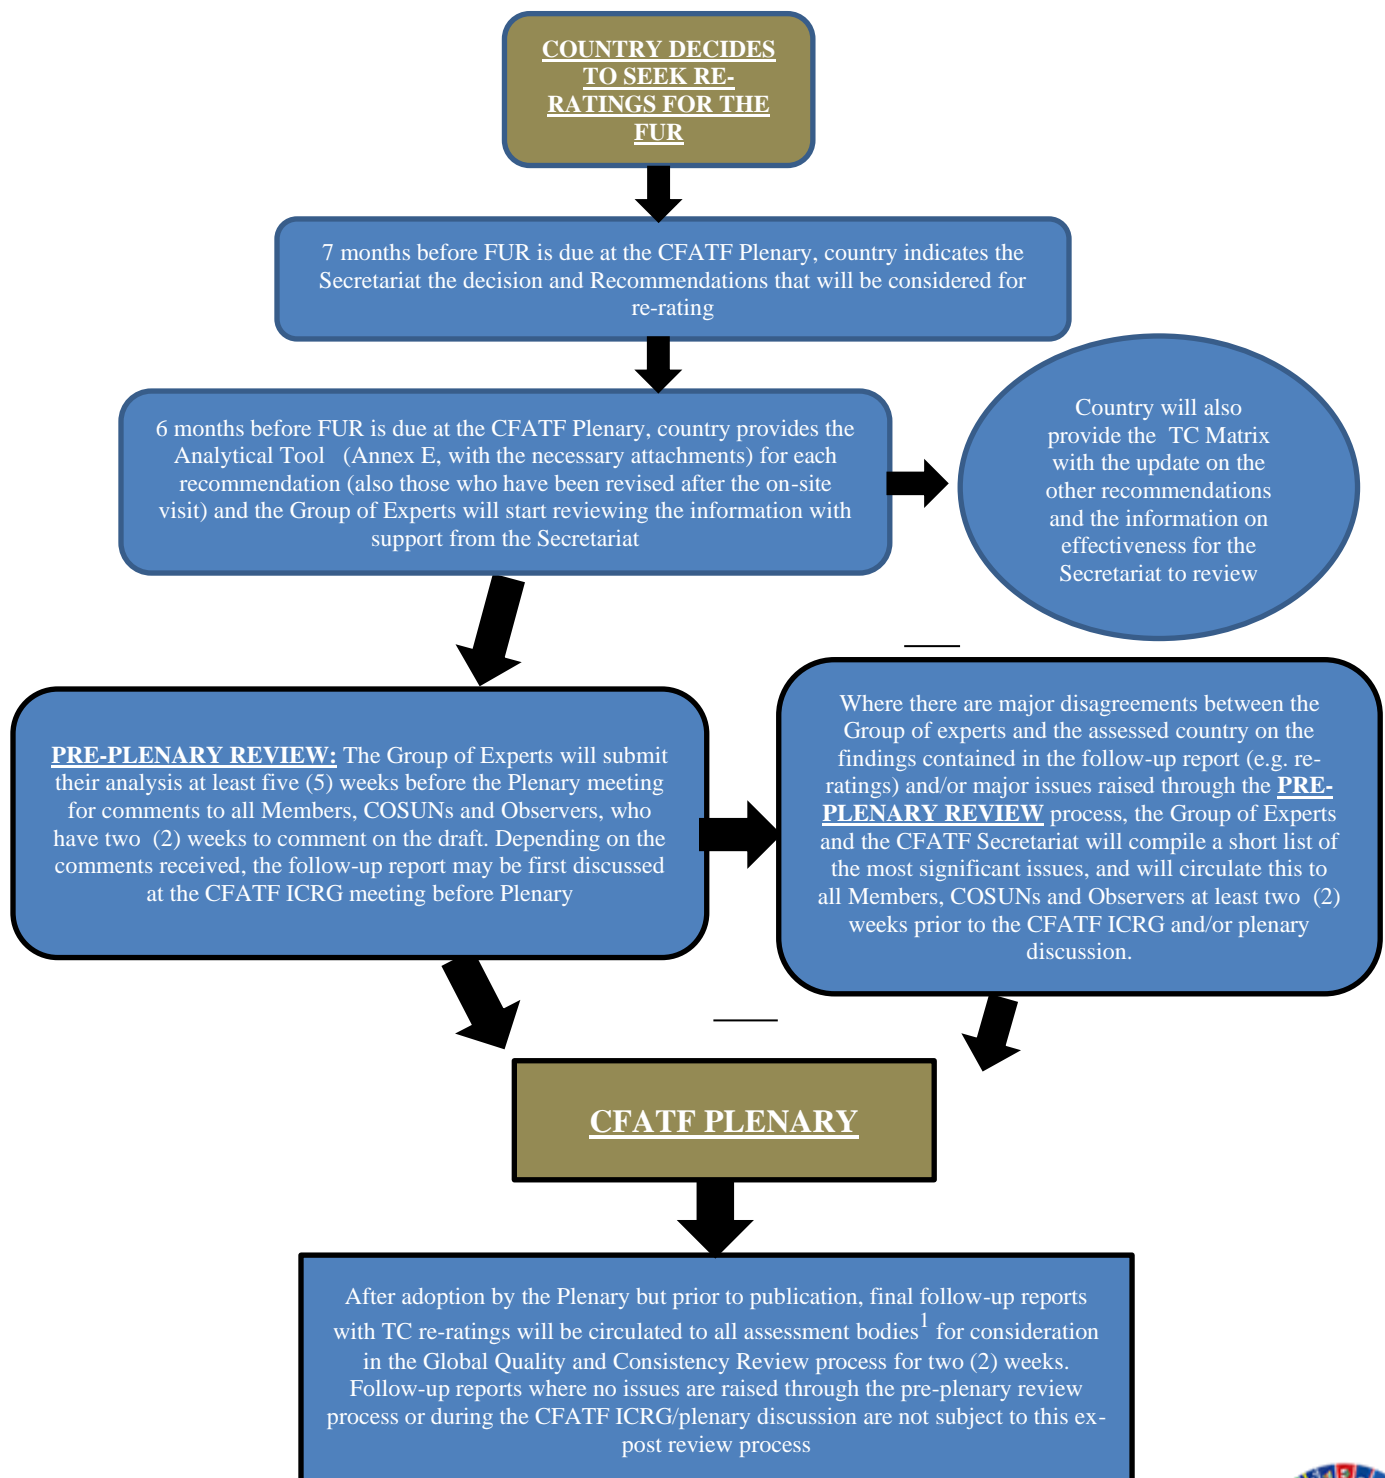 COUNTRY DECIDES
TO SEEK RE-
RATINGS FOR THE
FUR
7 months before FUR is due at the CFATF Plenary, country indicates the
Secretariat the decision and Recommendations that will be considered for
re-rating
6 months before FUR is due at the CFATF Plenary, country provides the
Analytical Tool (Annex E, with the necessary attachments) for each
recommendation (also those who have been revised after the on-site
visit) and the Group of Experts will start reviewing the information with
support from the Secretariat
Country will also
provide the TC Matrix
with the update on the
other recommendations
and the information on
effectiveness for the
Secretariat to review
PRE-PLENARY REVIEW: The Group of Experts will submit
their analysis at least five (5) weeks before the Plenary meeting
for comments to all Members, COSUNs and Observers, who
have two (2) weeks to comment on the draft. Depending on the
comments received, the follow-up report may be first discussed
at the CFATF ICRG meeting before Plenary
Where there are major disagreements between the
Group of experts and the assessed country on the
findings contained in the follow-up report (e.g. re-
ratings) and/or major issues raised through the PRE-
PLENARY REVIEW process, the Group of Experts
and the CFATF Secretariat will compile a short list of
the most significant issues, and will circulate this to
all Members, COSUNs and Observers at least two (2)
weeks prior to the CFATF ICRG and/or plenary
discussion.
CFATF PLENARY
After adoption by the Plenary but prior to publication, final follow-up reports
with TC re-ratings will be circulated to all assessment bodies1 for consideration
in the Global Quality and Consistency Review process for two (2) weeks.
Follow-up reports where no issues are raised through the pre-plenary review
process or during the CFATF ICRG/plenary discussion are not subject to this ex-
post review process